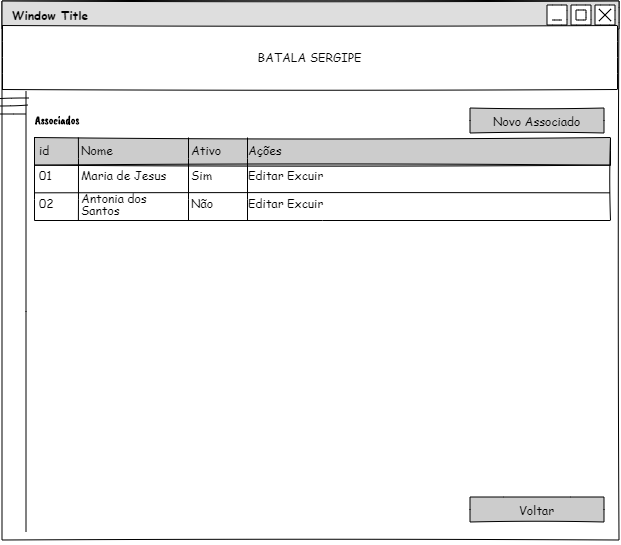 Window Title
BATALA SERGIPE
Associados
Novo Associado
id Nome Ativo Ações
01 Maria de Jesus Sim Editar Excuir
02 Antonia dos Santos Não Editar Excuir
Voltar